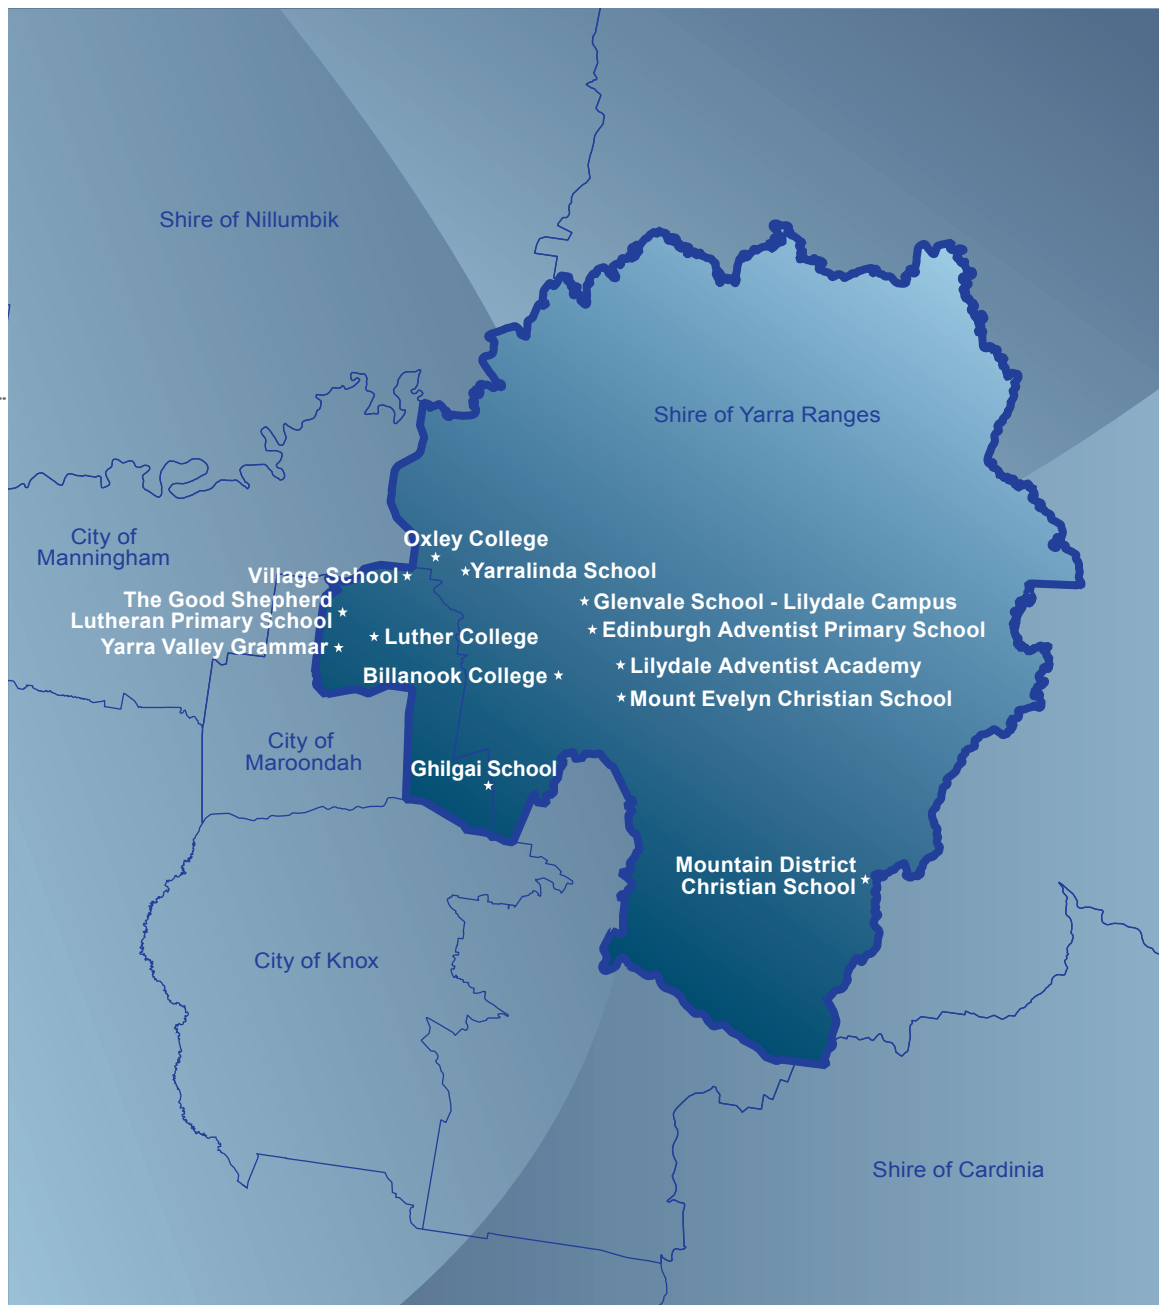 Shire of Nillumbik
Shire of Yarra Ranges
City of
Manningham
Oxley College
Yarralinda School
Village School
The Good Shepherd
Lutheran Primary School
Glenvale School - Lilydale Campus
Edinburgh Adventist Primary School
Luther College
Yarra Valley Grammar
Lilydale Adventist Academy
Billanook College
Mount Evelyn Christian School
City of
Maroondah
Ghilgai School
Mountain District
Christian School
City of Knox
Shire of Cardinia